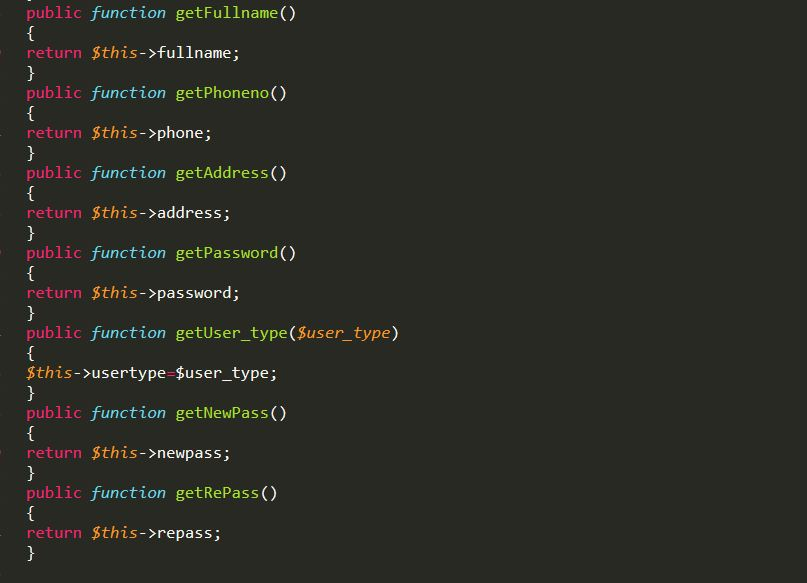 public function getFullname()
{
return $this->fullname;
}
public function getPhoneno()
{
return $this->phone;
}
public function getAddress()
{
return $this->address;
}
public function getPassword()
{
return $this->password;
}
public function getUser_type($user_type)
{
$this->usertype=$user_type;
}
public function getNewPass()
{
return $this->newpass;
}
public function getRePass()
{
return $this->repass;
}